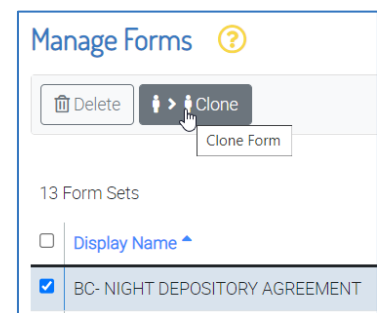 Manage Forms ?
Delete > Clone
Clone Form
13 Form Sets
Display Name
BC- NIGHT DEPOSITORY AGREEMENT